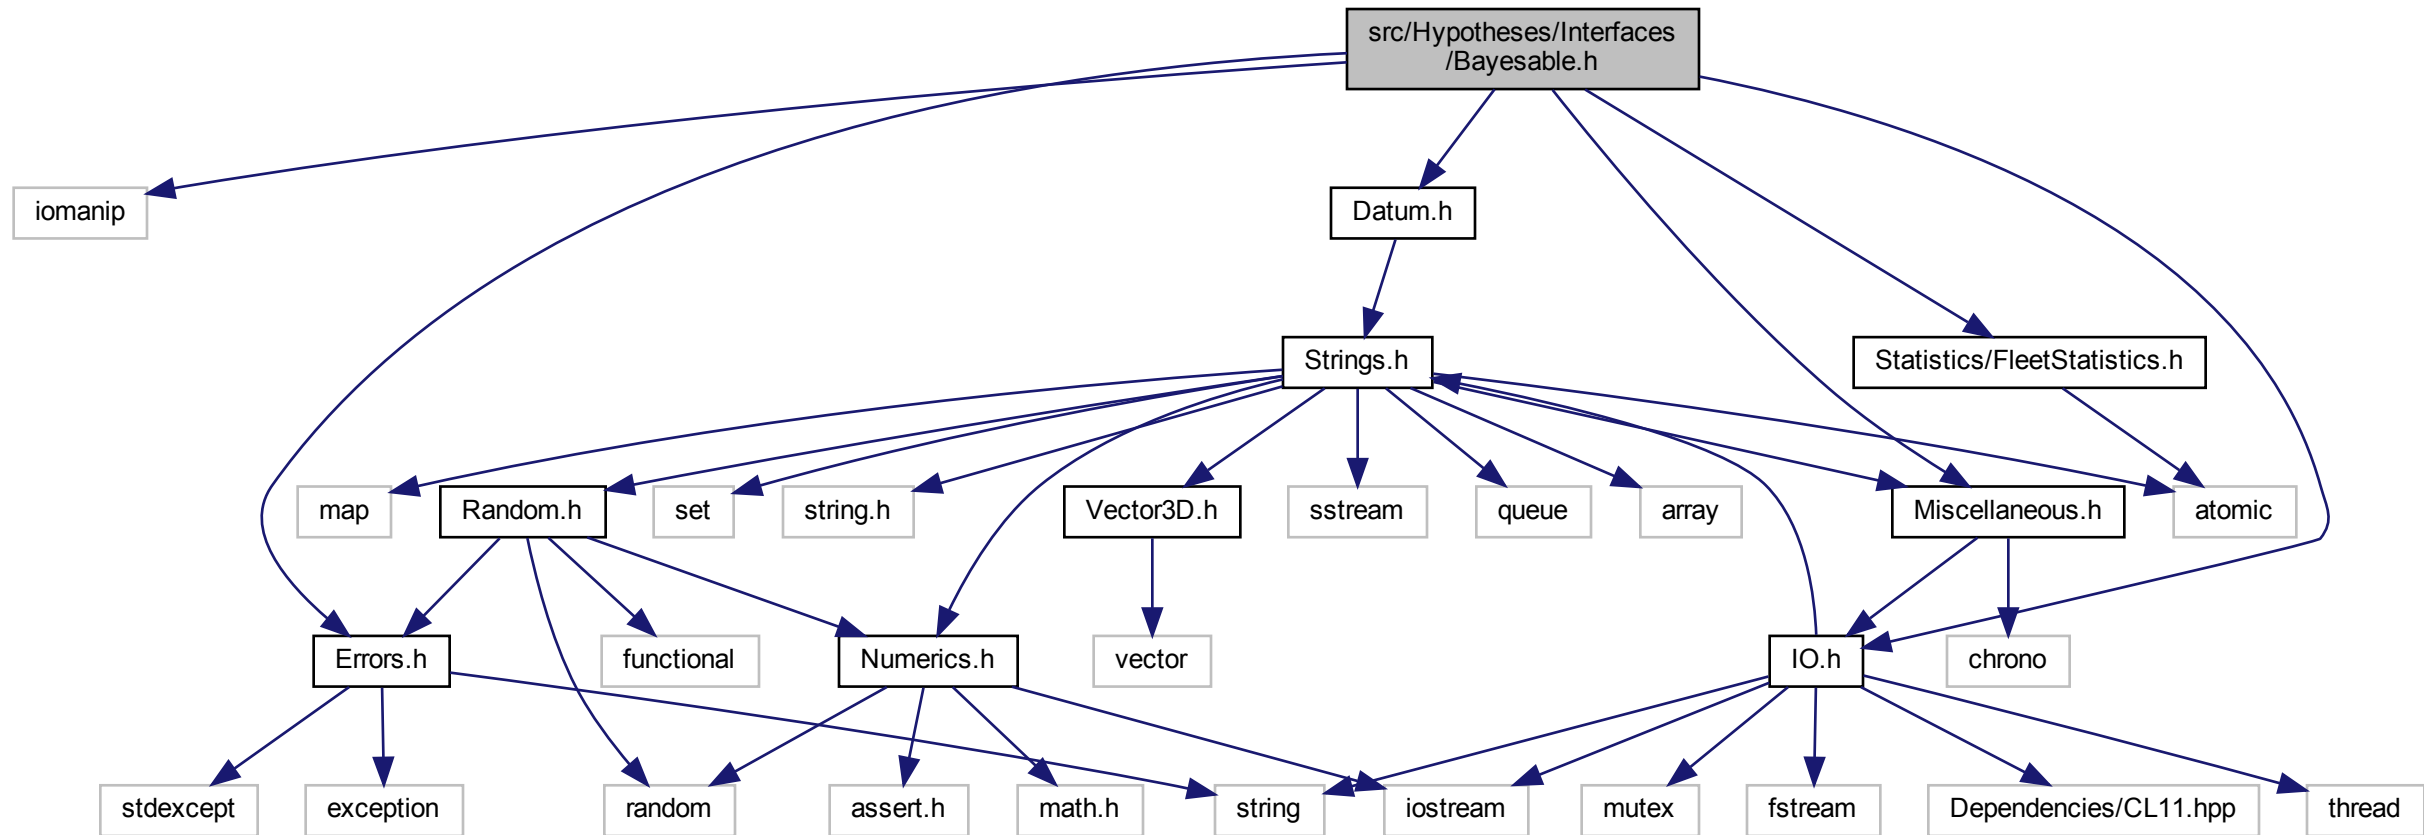 src/Hypotheses/Interfaces
/Bayesable.h
iomanip
Datum.h
Strings.h
Statistics/FleetStatistics.h
map
Random.h
set
string.h
Vector3D.h
sstream
queue
array
Miscellaneous.h
atomic
Errors.h
functional
Numerics.h
vector
IO.h
chrono
stdexcept
exception
random
assert.h
math.h
string
iostream
mutex
fstream
Dependencies/CL11.hpp
thread